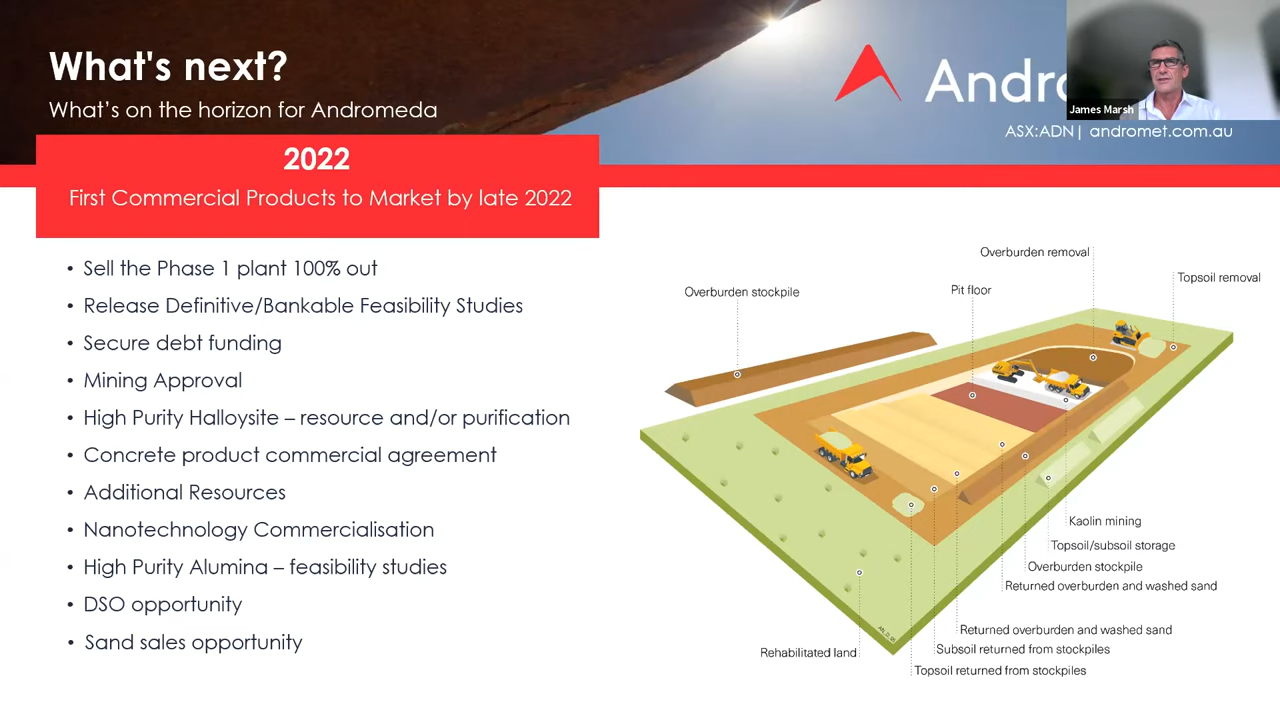 What's next?
What's on the horizon for Andromeda
Andro
James Marsh
ASX:ADN| andromet.com.au
2022
First Commercial Products to Market by late 2022
• Sell the Phase 1 plant 100% out
• Release Definitive/Bankable Feasibility Studies
• Secure debt funding
• Mining Approval
• High Purity Halloysite – resource and/or purification
• Concrete product commercial agreement
• Additional Resources
• Nanotechnology Commercialisation
• High Purity Alumina – feasibility studies
• DSO opportunity
• Sand sales opportunity
Overburden removal
Topsoil removal
Overburden stockpile
Pit floor
Kaolin mining
Topsoil/subsoil storage
Overburden stockpile
Returned overburden and washed sand
Returned overburden and washed sand
Subsoil returned from stockpiles
Rehabilitated land
Topsoil returned from stockpiles